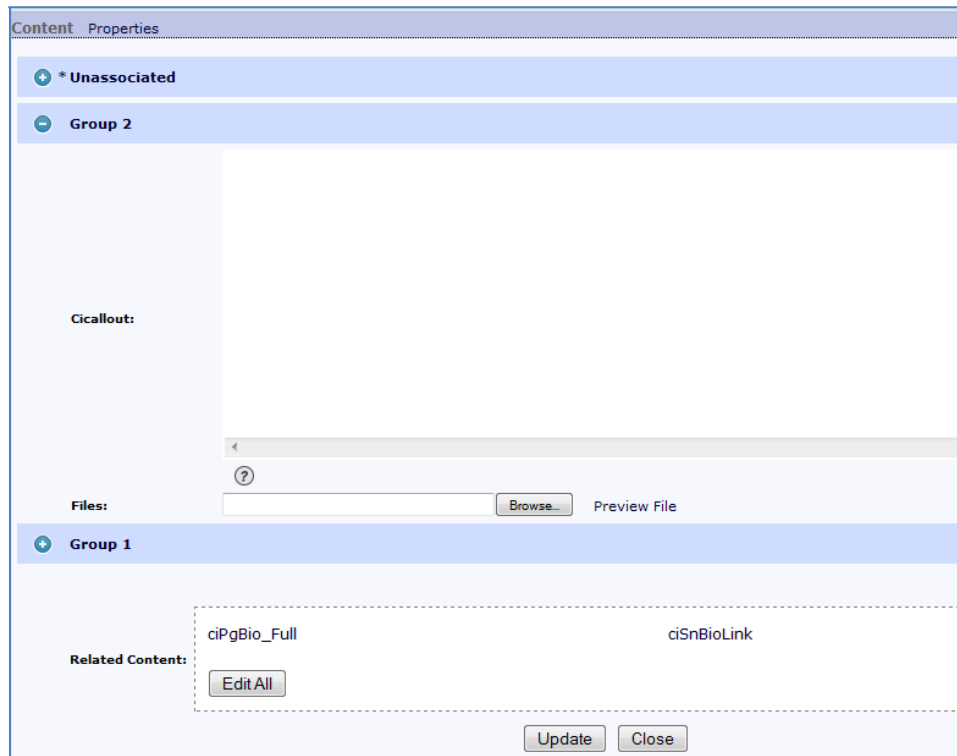 Content Properties
* Unassociated
Group 2
Cicallout:
?
Files: Browse... Preview File
Group 1
ciPgBio_Full ciSnBioLink
Related Content:
Edit All
Update Close